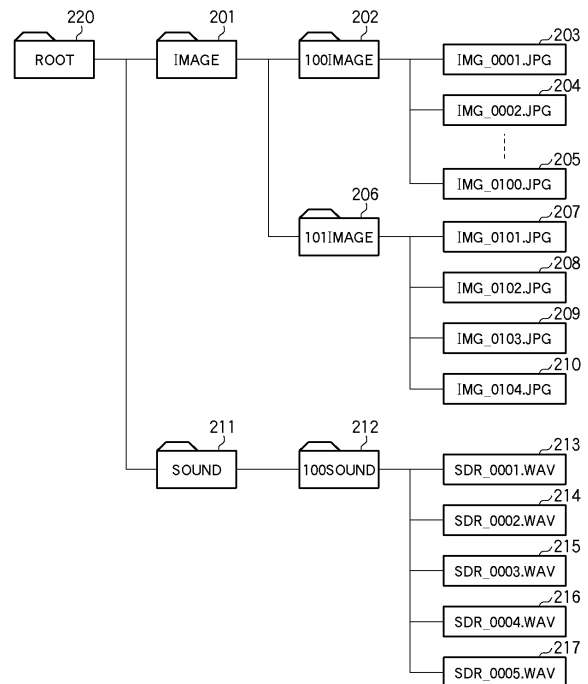 220
ROOT
201
IMAGE
202
100IMAGE
203
IMG_0001.JPG
204
IMG_0002.JPG
205
IMG_0100.JPG
206
101IMAGE
207
IMG_0101.JPG
208
IMG_0102.JPG
209
IMG_0103.JPG
210
IMG_0104.JPG
211
SOUND
212
100SOUND
213
SDR_0001.WAV
214
SDR_0002.WAV
215
SDR_0003.WAV
216
SDR_0004.WAV
217
SDR_0005.WAV